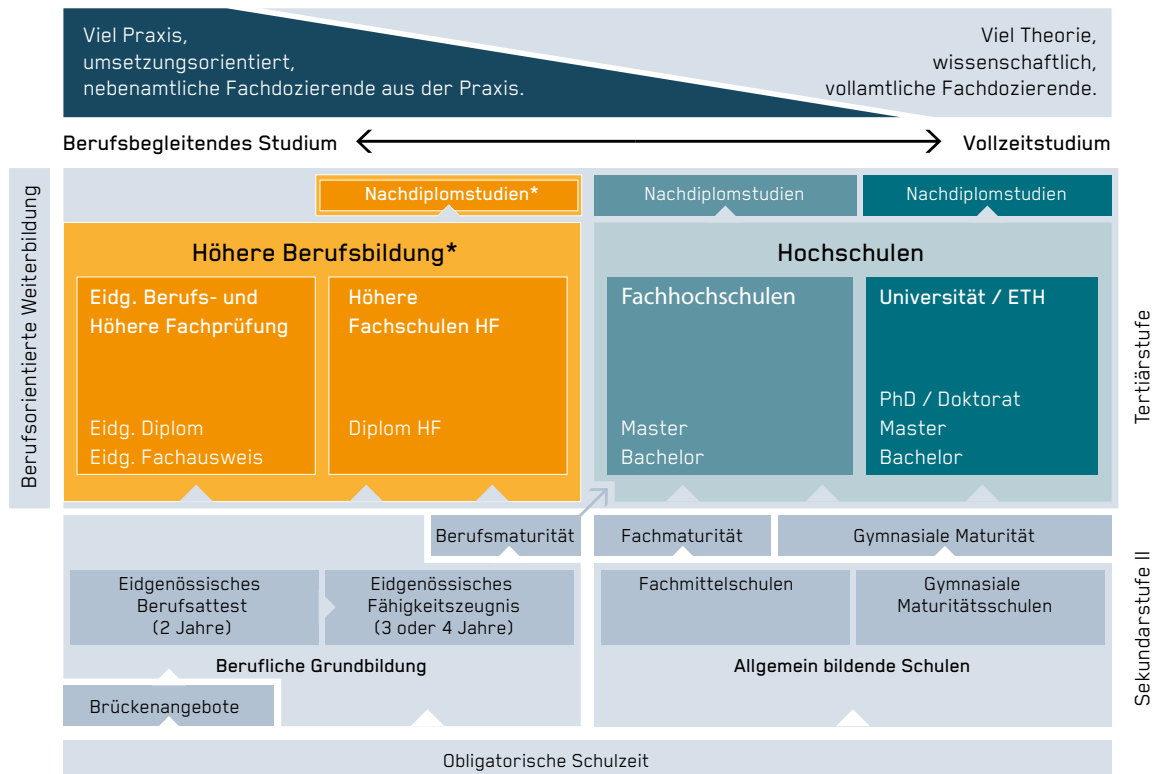 Viel Praxis,
umsetzungsorientiert,
nebenamtliche Fachdozierende aus der Praxis.
Viel Theorie,
wissenschaftlich,
vollamtliche Fachdozierende.
Berufsbegleitendes Studium
Vollzeitstudium
Berufsorientierte Weiterbildung
Nachdiplomstudien*
Nachdiplomstudien
Nachdiplomstudien
Höhere Berufsbildung*
Hochschulen
Eidg. Berufs- und
Höhere Fachprüfung
Eidg. Diplom
Eidg. Fachausweis
Höhere
Fachschulen HF
Diplom HF
Fachhochschulen
Master
Bachelor
Universität / ETH
PhD / Doktorat
Master
Bachelor
Tertiärstufe
Berufsmaturität
Fachmaturität
Gymnasiale Maturität
Eidgenössisches
Berufsattest
(2 Jahre)
Eidgenössisches
Fähigkeitszeugnis
(3 oder 4 Jahre)
Fachmittelschulen
Gymnasiale
Maturitätsschulen
Berufliche Grundbildung
Allgemein bildende Schulen
Sekundarstufe II
Brückenangebote
Obligatorische Schulzeit